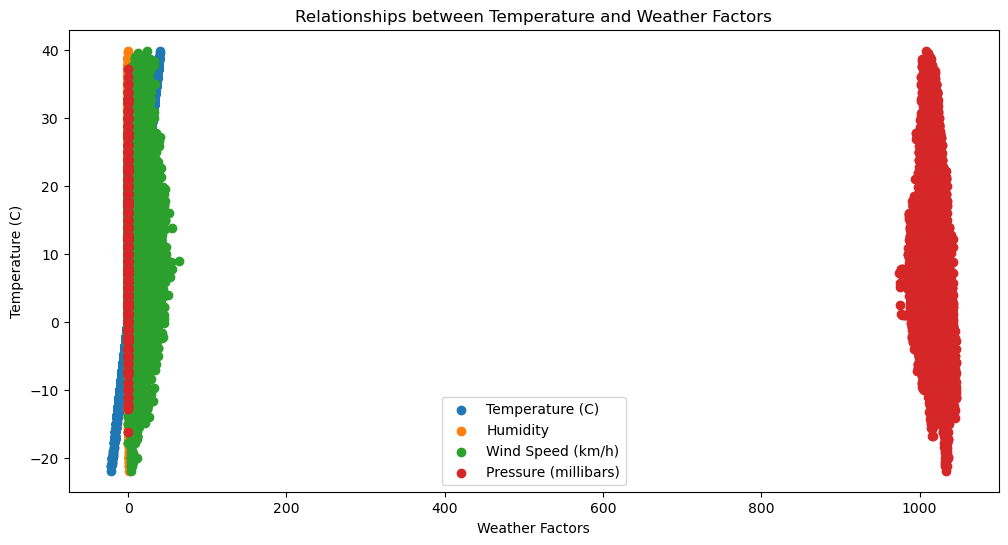 Relationships between Temperature and Weather Factors
Temperature (C)
40
30
20
10
0
−10
−20
Temperature (C)
Humidity
Wind Speed (km/h)
Pressure (millibars)
0
200
400
600
800
1000
Weather Factors